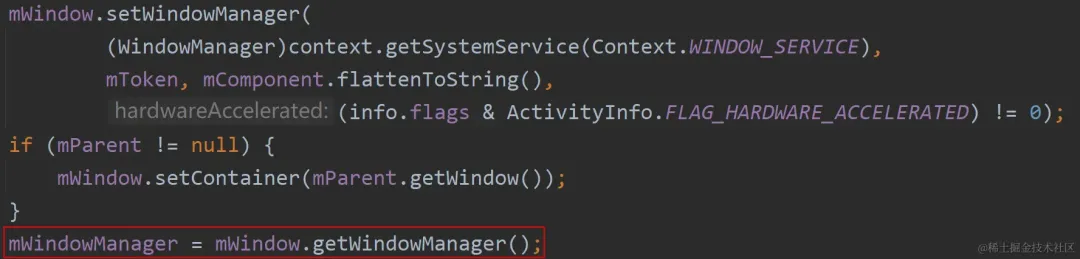 mWindow.setWindowManager(
(WindowManager)context.getSystemService(Context.WINDOW_SERVICE),
mToken, mComponent.flattenToString(),
hardwareAccelerated: (info.flags & ActivityInfo.FLAG_HARDWARE_ACCELERATED) != 0);
if (mParent != null) {
mWindow.setContainer(mParent.getWindow());
}
mWindowManager = mWindow.getWindowManager();
@稀土掘金技术社区